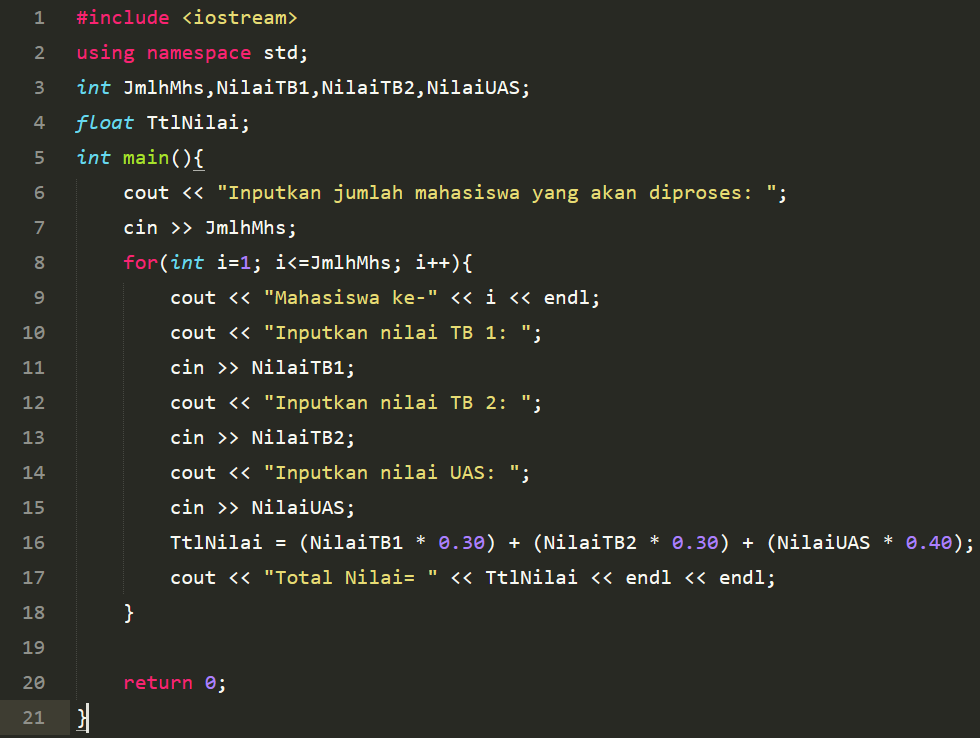 1 #include <iostream>
2 using namespace std;
3 int JmlhMhs,NilaiTB1,NilaiTB2,NilaiUAS;
4 float TtlNilai;
5 int main(){
6     cout << "Inputkan jumlah mahasiswa yang akan diproses: ";
7     cin >> JmlhMhs;
8     for(int i=1; i<=JmlhMhs; i++){
9         cout << "Mahasiswa ke-" << i << endl;
10         cout << "Inputkan nilai TB 1: ";
11         cin >> NilaiTB1;
12         cout << "Inputkan nilai TB 2: ";
13         cin >> NilaiTB2;
14         cout << "Inputkan nilai UAS: ";
15         cin >> NilaiUAS;
16         TtlNilai = (NilaiTB1 * 0.30) + (NilaiTB2 * 0.30) + (NilaiUAS * 0.40);
17         cout << "Total Nilai= " << TtlNilai << endl << endl;
18     }
19
20     return 0;
21 }